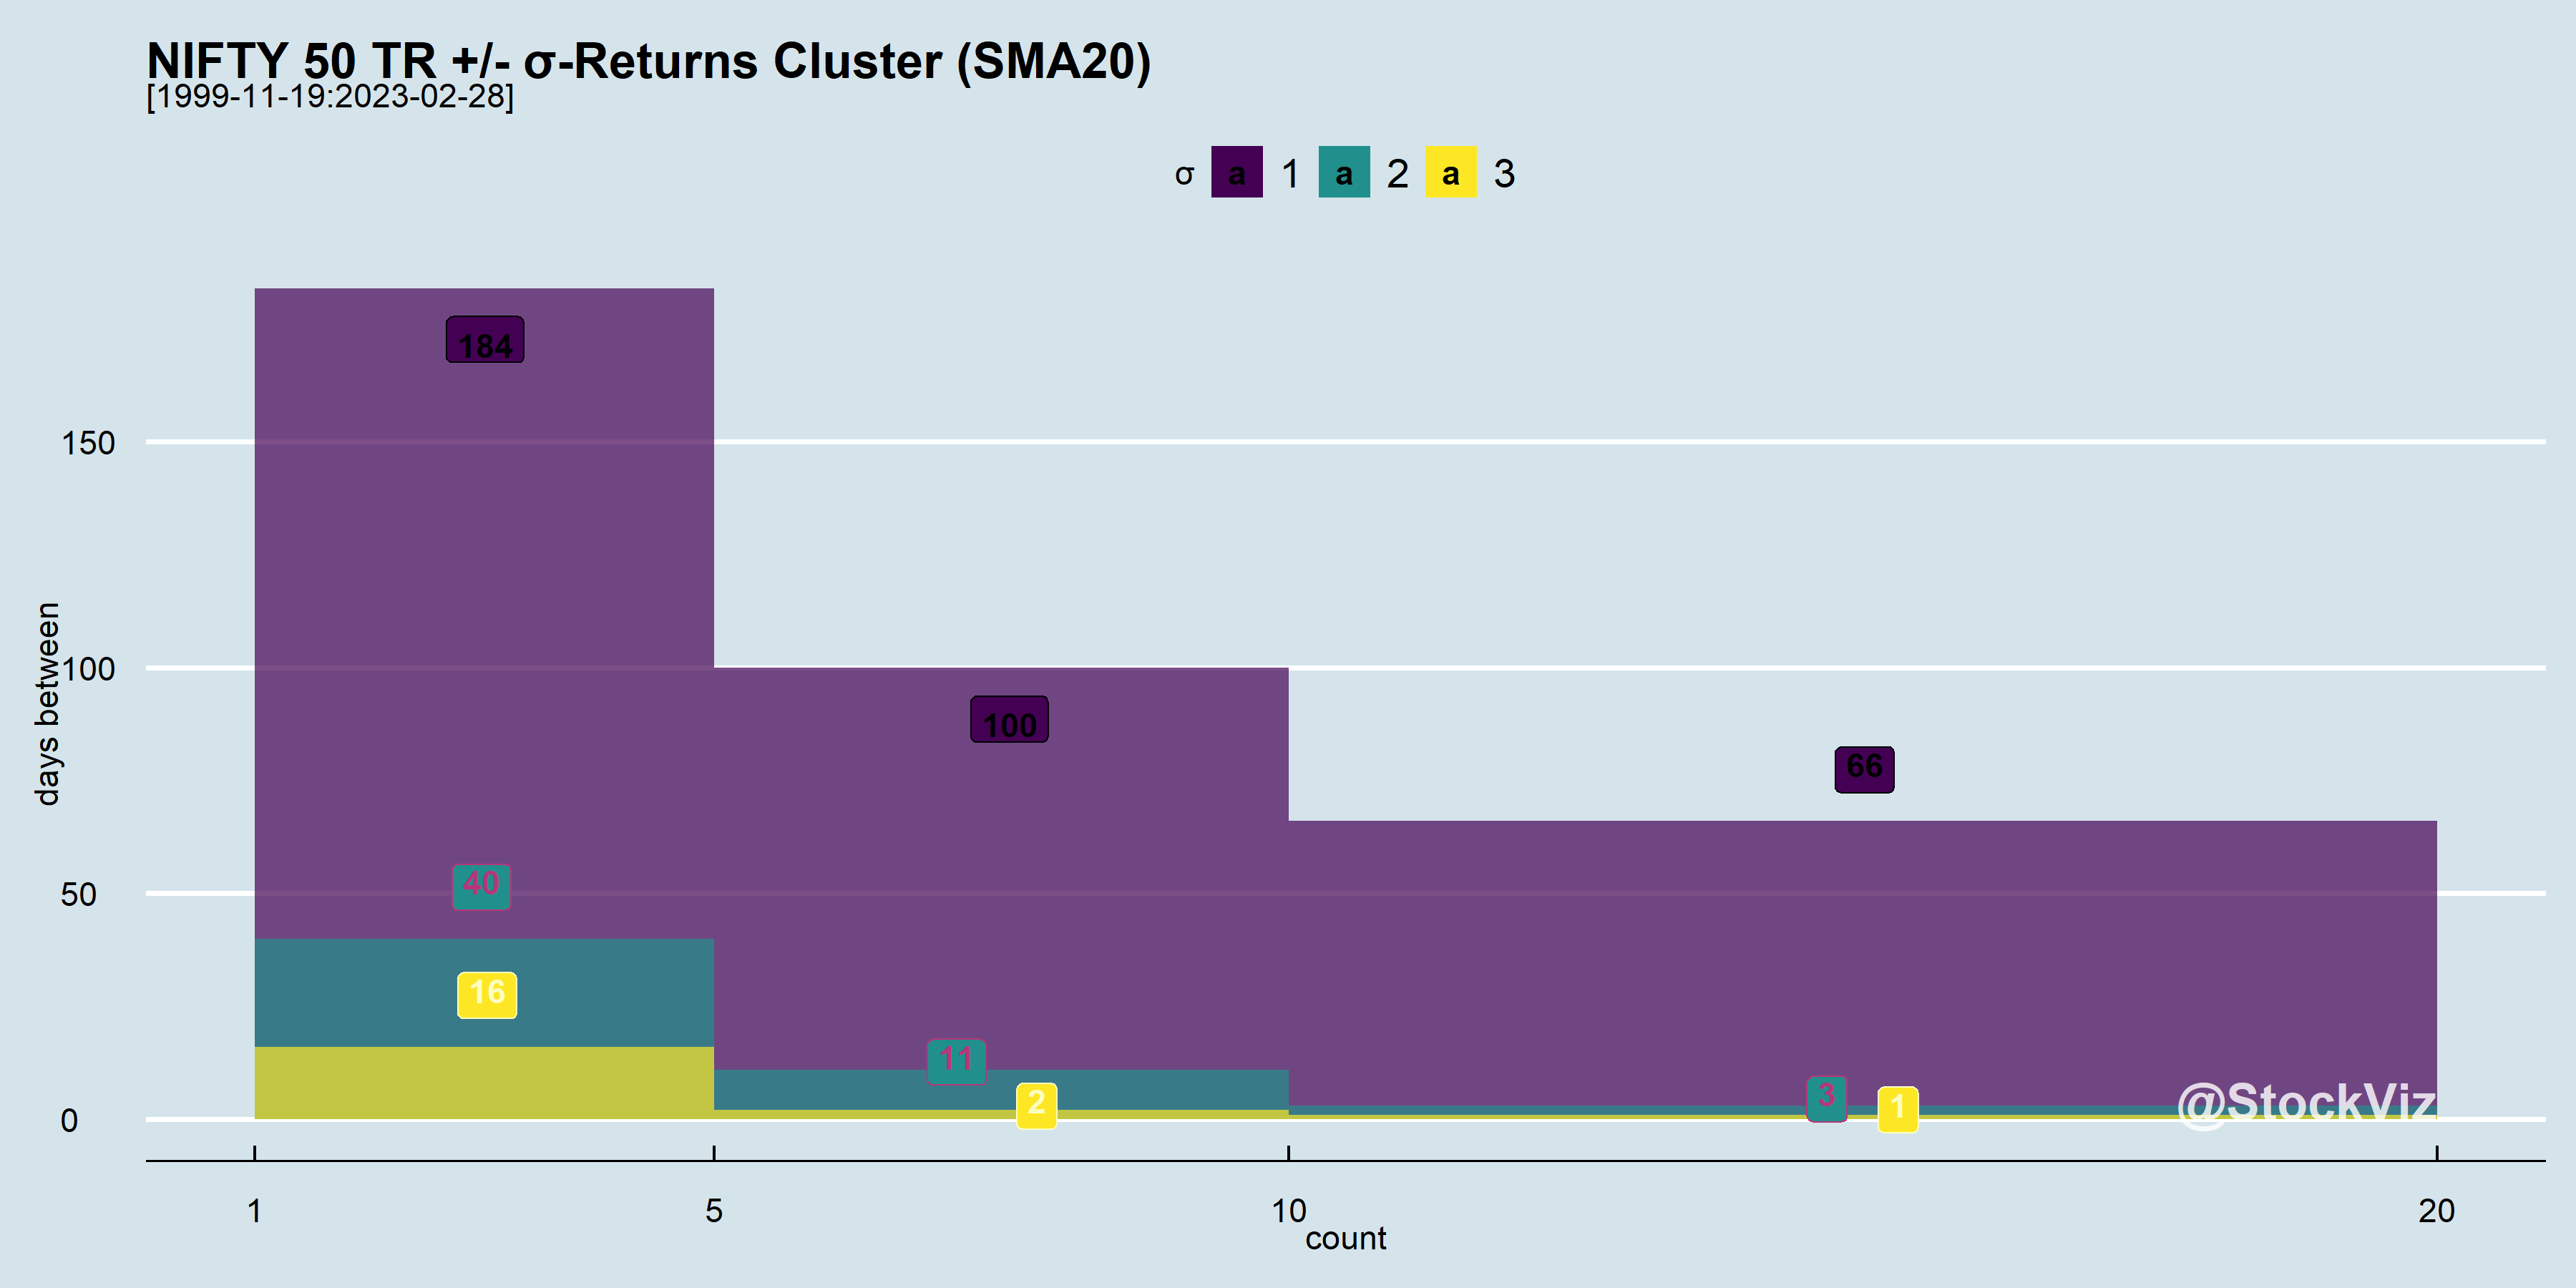 NIFTY 50 TR +/- σ-Returns Cluster (SMA20)
[1999-11-19:2023-02-28]
σ a 1 a 2 a 3
184
150
100
days between
100
66
50
40
16
11
2
3
1
@StockViz
0
1 5 10 20
count